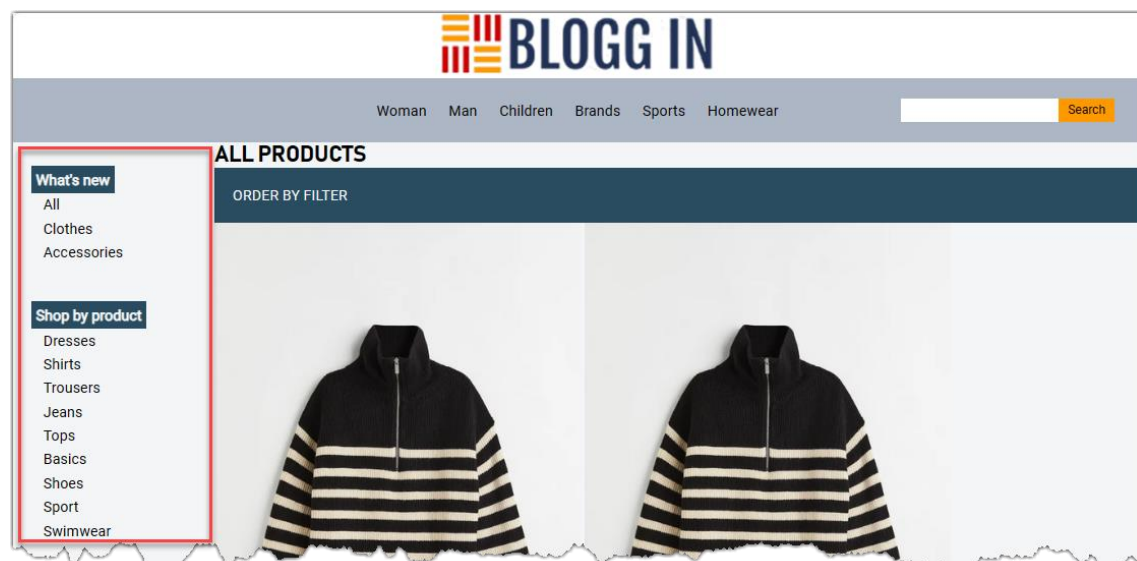 BLOGG IN
Woman Man Children Brands Sports Homewear
Search
What's new
All
Clothes
Accessories
Shop by product
Dresses
Shirts
Trousers
Jeans
Tops
Basics
Shoes
Sport
Swimwear
ALL PRODUCTS
ORDER BY FILTER